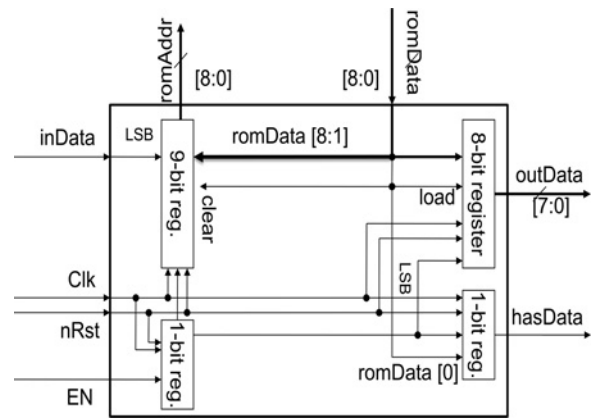 romAddr
[8:0]
[8:0]
romData
inData
LSB
9-bit reg.
romData [8:1]
8-bit register
outData
[7:0]
clear
load
Clk
nRst
EN
1-bit reg.
LSB
1-bit reg.
hasData
romData [0]